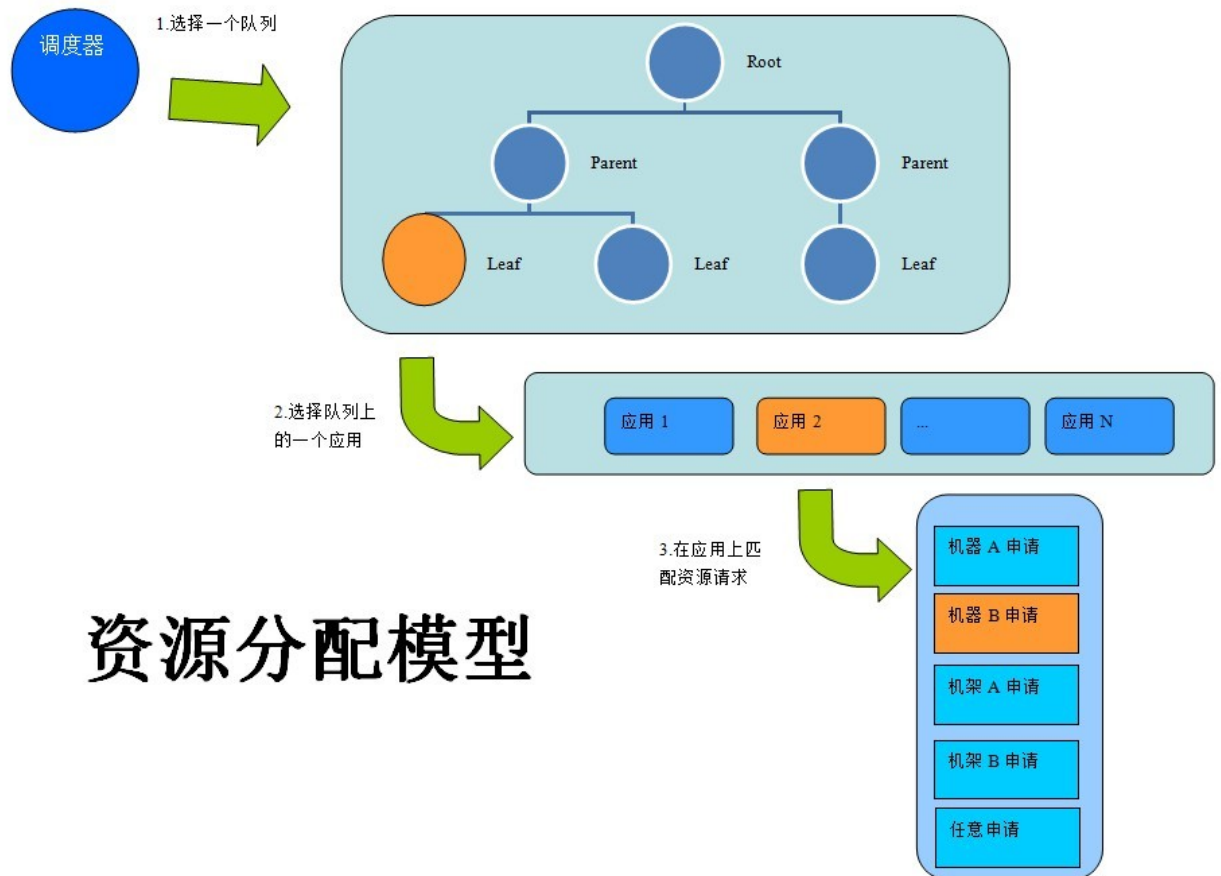 调度器
1.选择一个队列
Root
Parent
Parent
Leaf
Leaf
Leaf
2.选择队列上
的一个应用
应用 1
应用 2
...
应用 N
3.在应用上匹
配资源请求
机器 A 申请
机器 B 申请
机架 A 申请
机架 B 申请
任意申请
资源分配模型